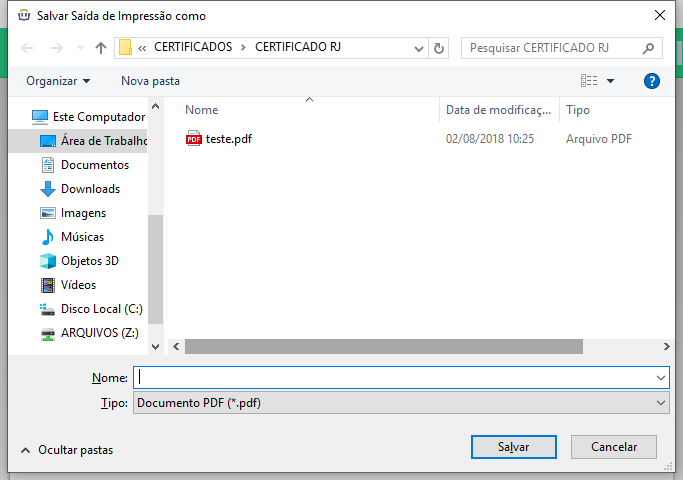 Salvar Saída de Impressão como
« CERTIFICADOS > CERTIFICADO RJ
Pesquisar CERTIFICADO RJ
Organizar
Nova pasta
?
Este Computador
Área de Trabalho
Documentos
Downloads
Imagens
Músicas
Objetos 3D
Vídeos
Disco Local (C:)
ARQUIVOS (Z:)
Nome
Data de modificaç...
Tipo
PDF
teste.pdf
02/08/2018 10:25
Arquivo PDF
Nome:
Tipo:
Documento PDF (*.pdf)
Ocultar pastas
Salvar
Cancelar